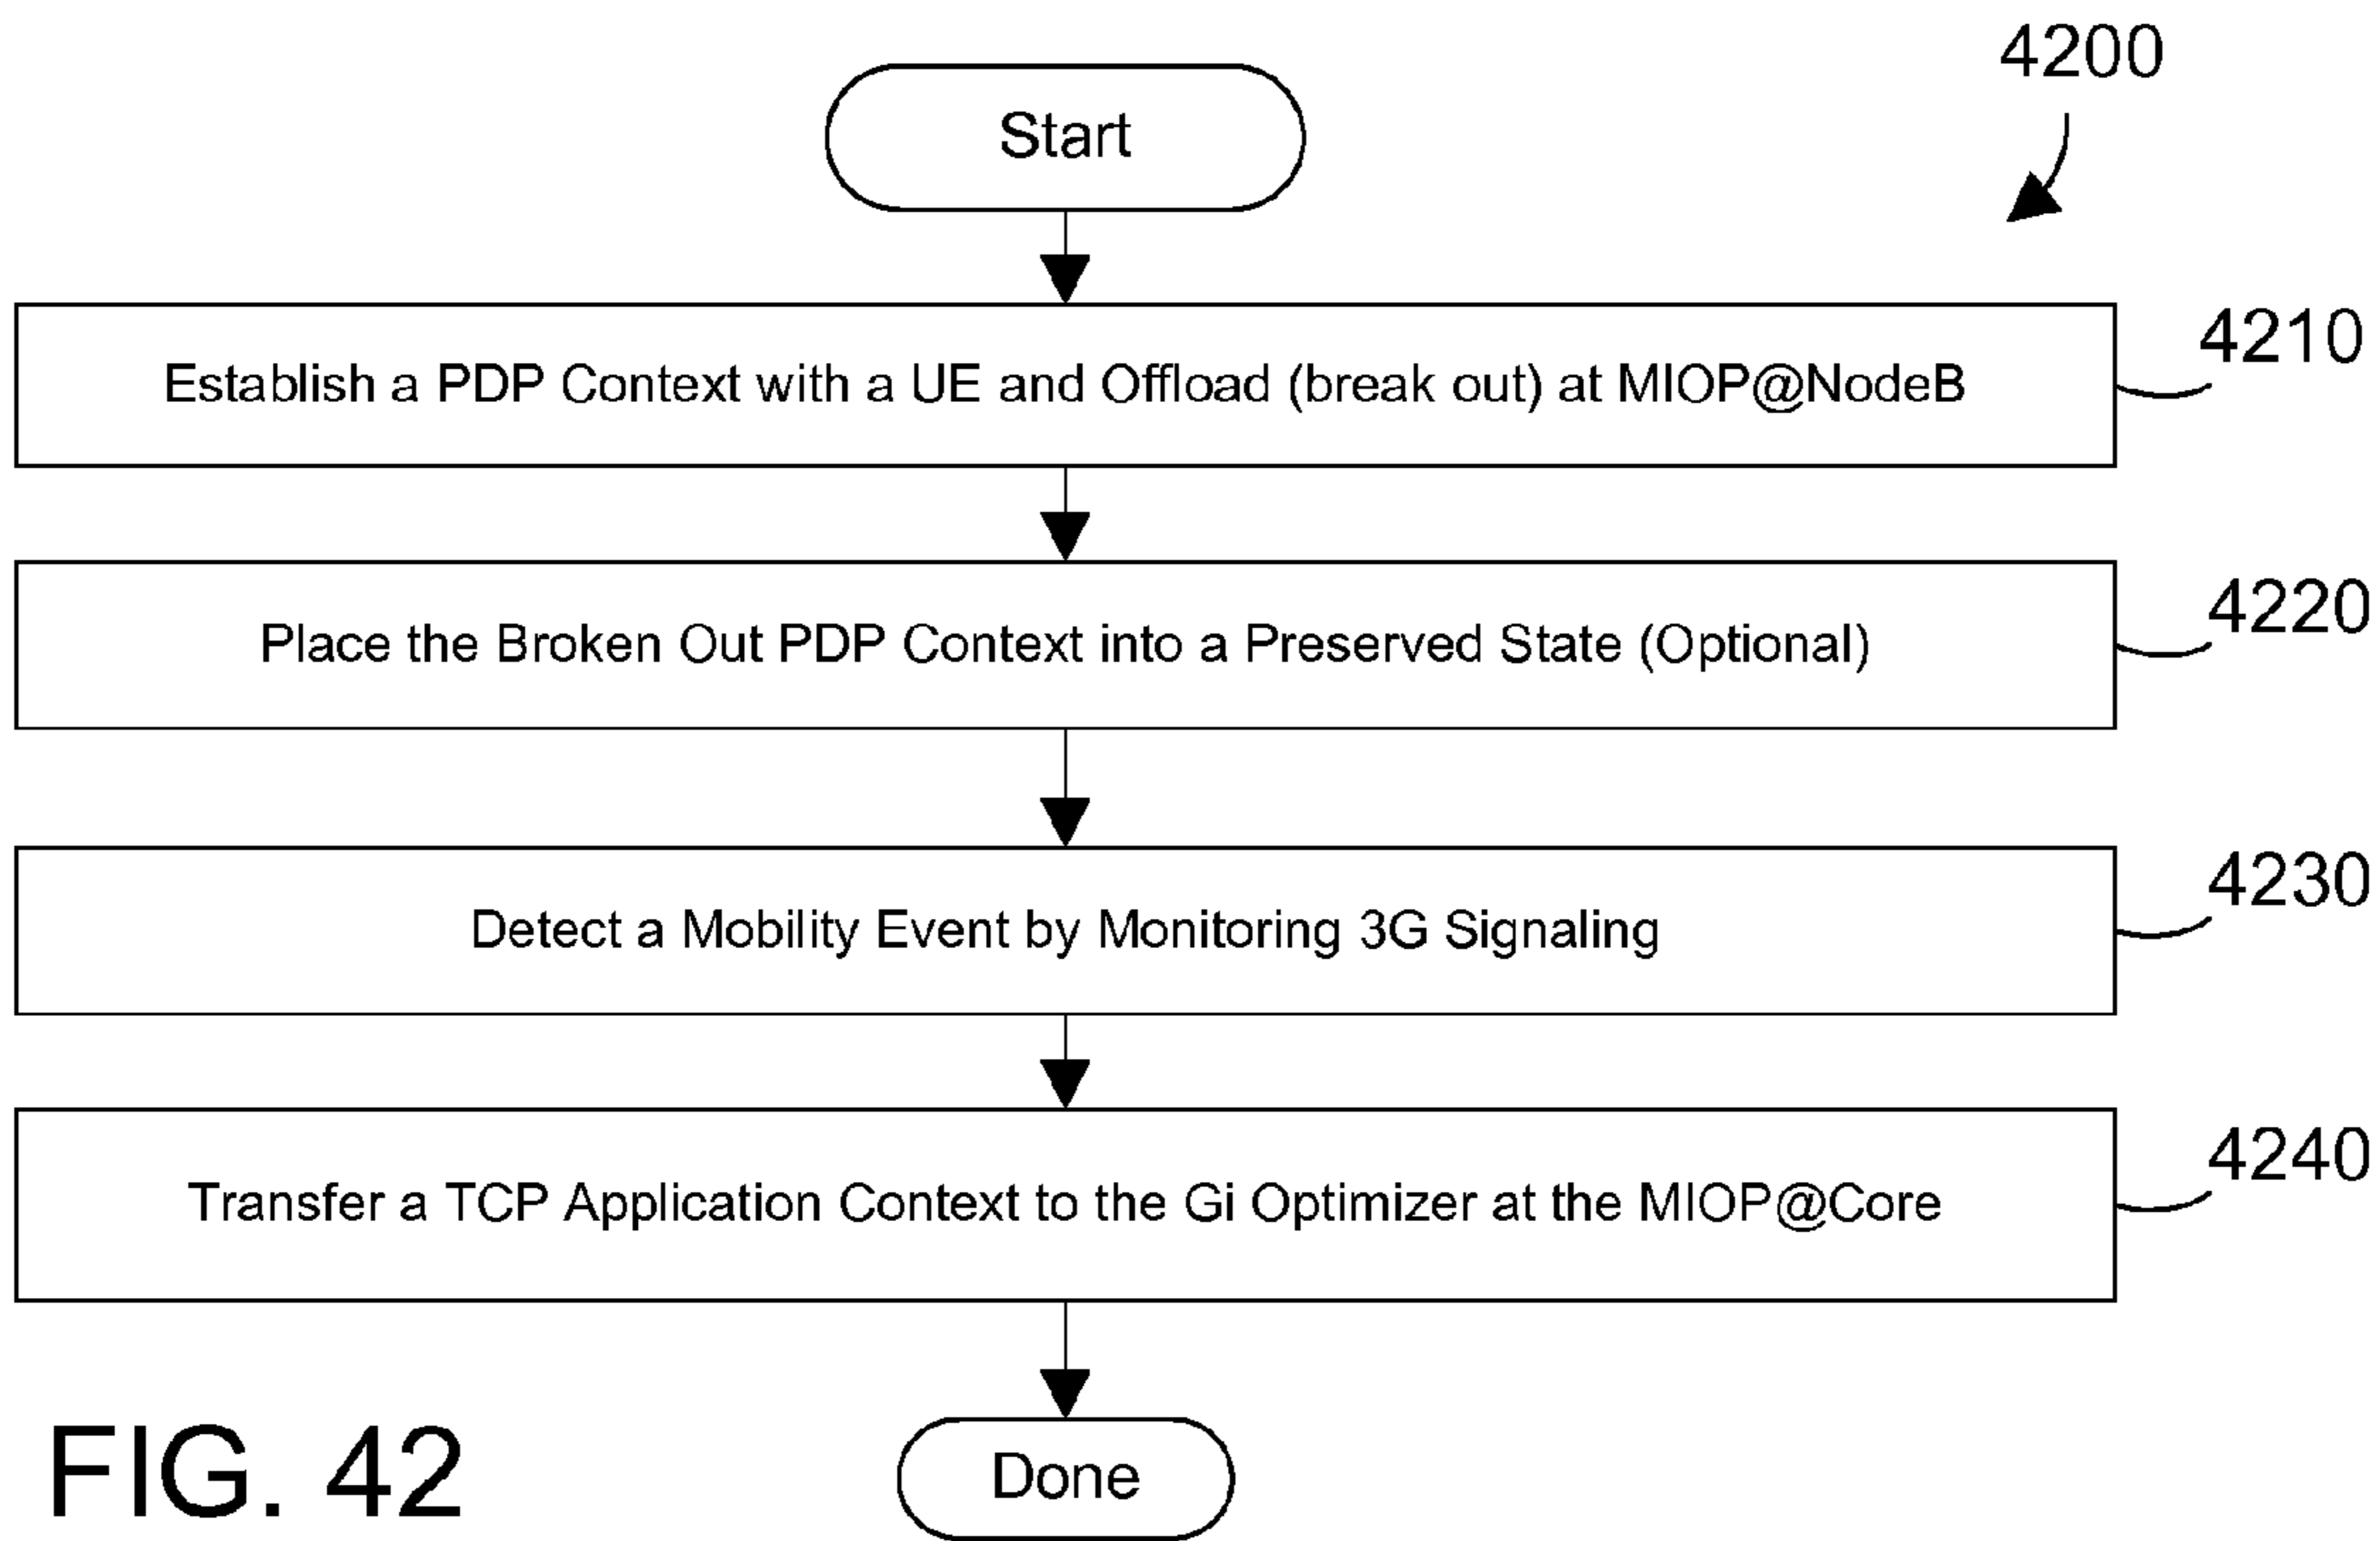 4200
Start
Establish a PDP Context with a UE and Offload (break out) at MIOP@NodeB
4210
Place the Broken Out PDP Context into a Preserved State (Optional)
4220
Detect a Mobility Event by Monitoring 3G Signaling
4230
Transfer a TCP Application Context to the Gi Optimizer at the MIOP@Core
4240
Done
FIG. 42